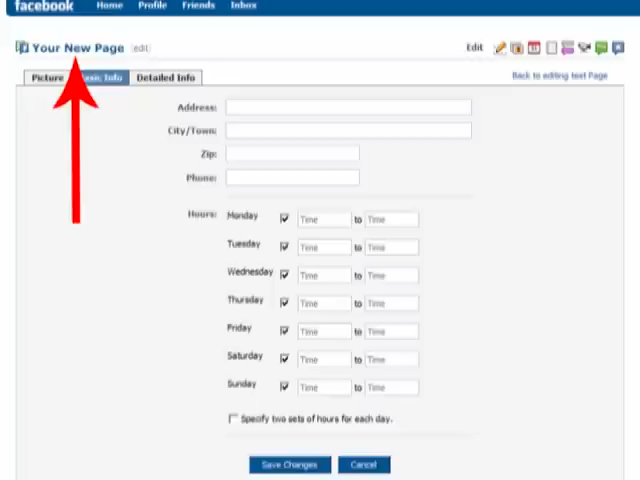 facebook Home Profile Friends Inbox
Your New Page [edit] Edit
Picture Basic Info Detailed Info Back to editing test Page
Address:
City/Town:
Zip:
Phone:
Hours: Monday Time to Time
Tuesday Time to Time
Wednesday Time to Time
Thursday Time to Time
Friday Time to Time
Saturday Time to Time
Sunday Time to Time
Specify two sets of hours for each day.
Save Changes Cancel